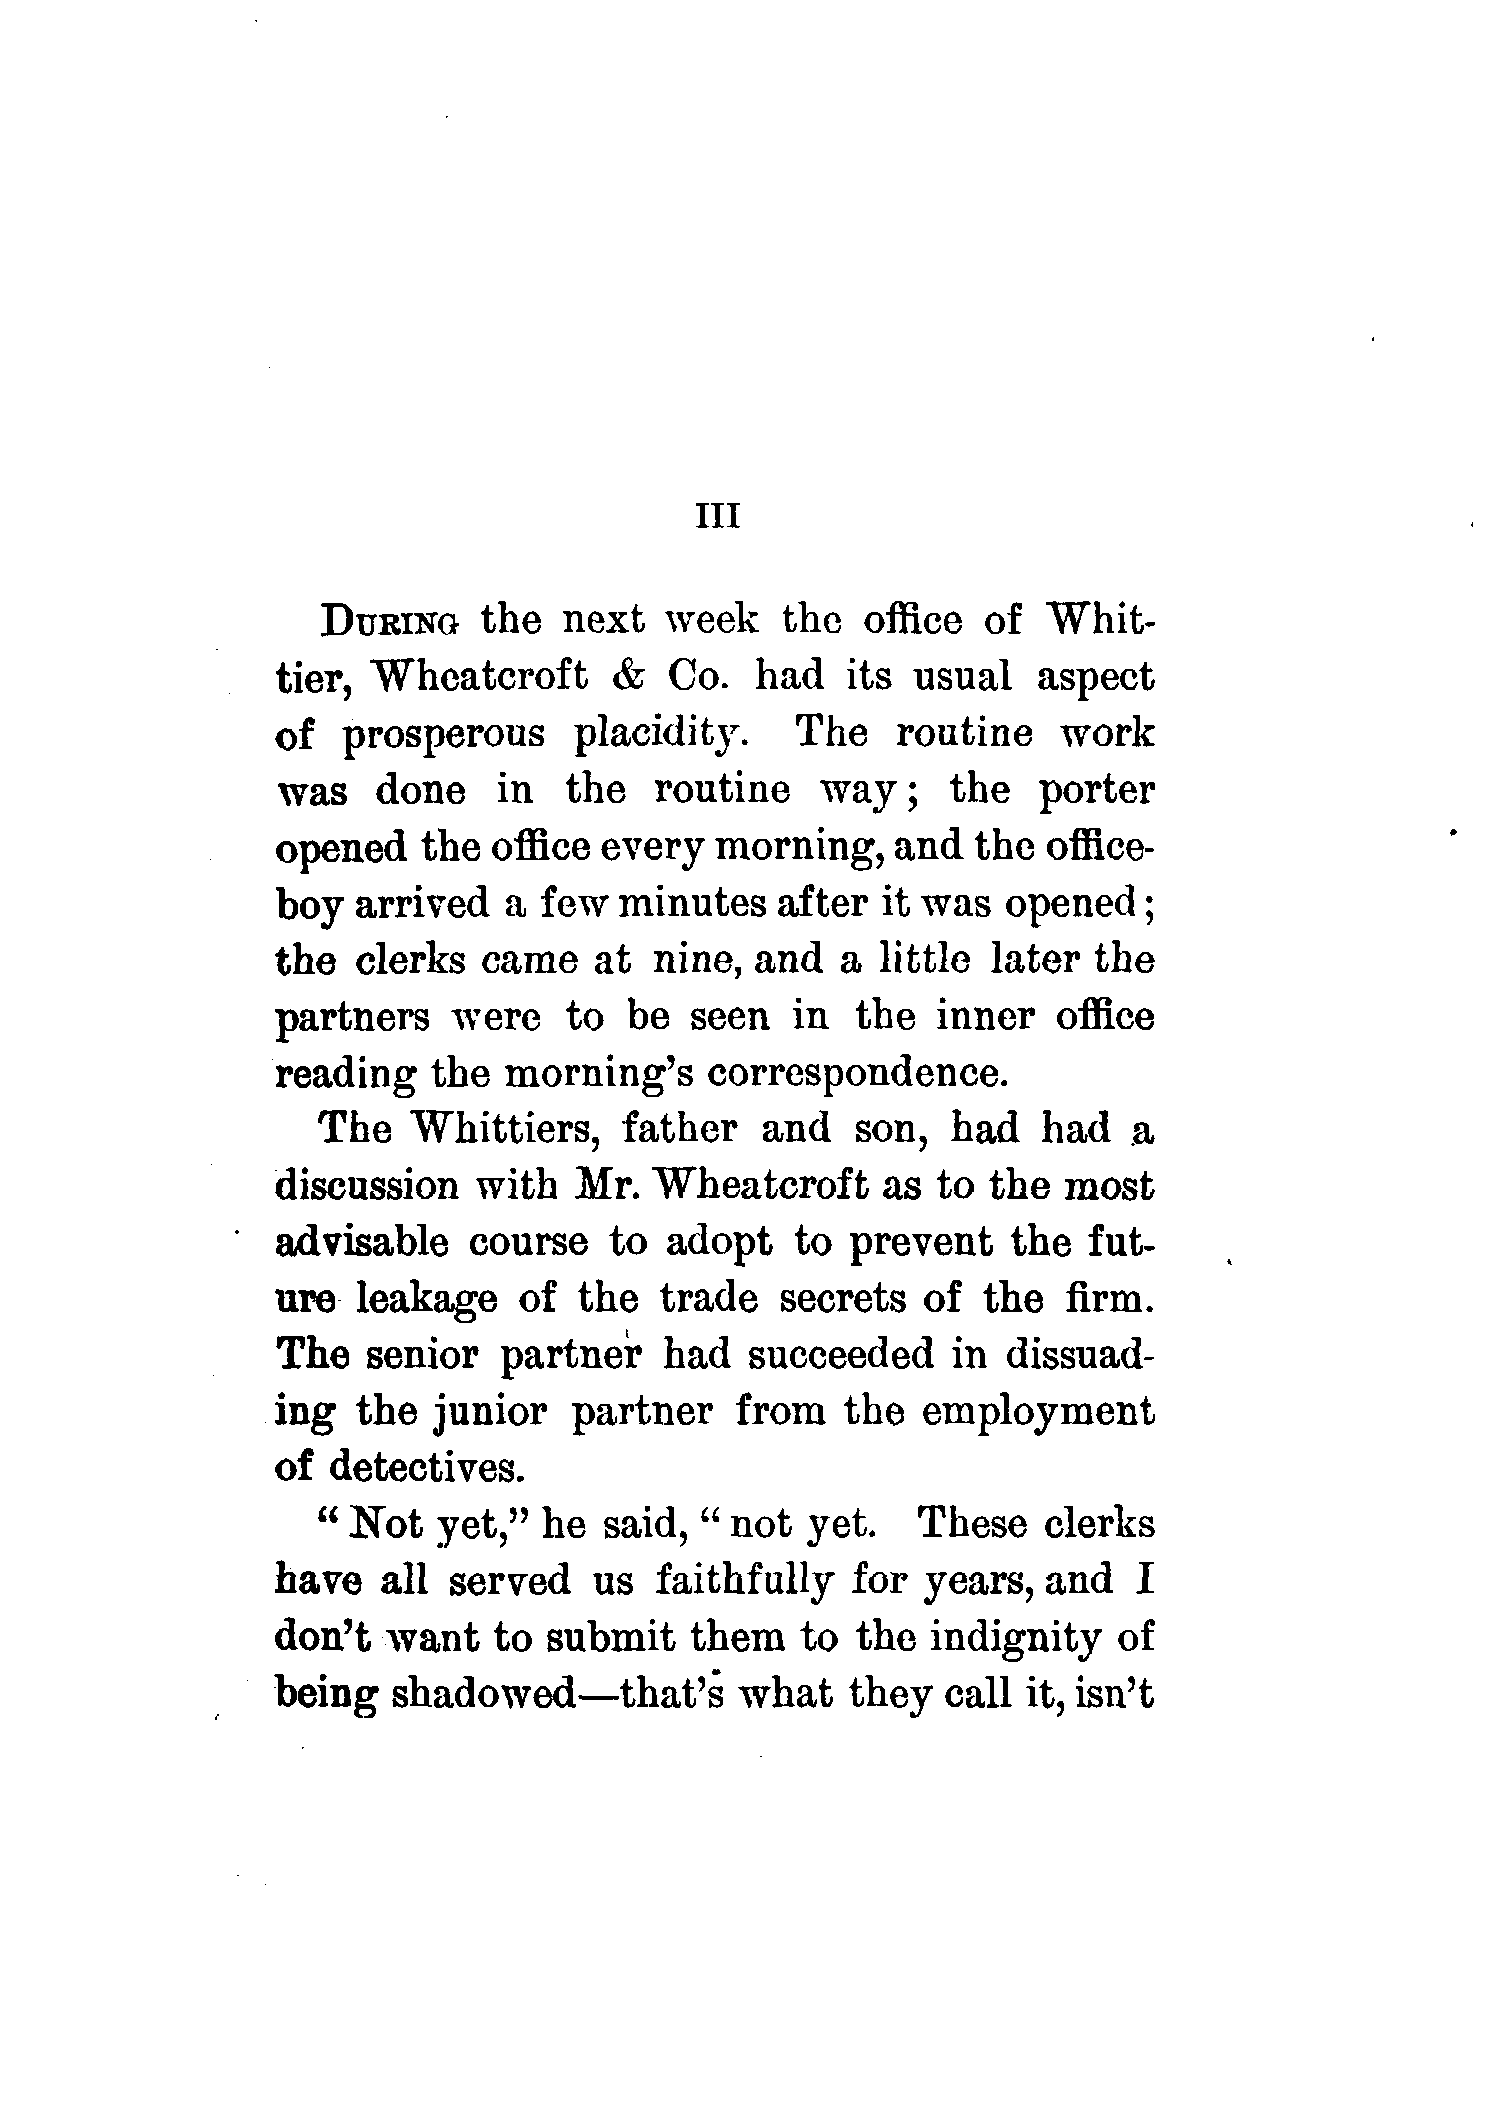 III
DURING the next week the office of Whit-
tier, Wheatcroft & Co. had its usual aspect
of prosperous placidity. The routine work
was done in the routine way; the porter
opened the office every morning, and the office-
boy arrived a few minutes after it was opened;
the clerks came at nine, and a little later the
partners were to be seen in the inner office
reading the morning's correspondence.
The Whittiers, father and son, had had a
discussion with Mr. Wheatcroft as to the most
advisable course to adopt to prevent the fut-
ure leakage of the trade secrets of the firm.
The senior partner had succeeded in dissuad-
ing the junior partner from the employment
of detectives.
"Not yet," he said, "not yet. These clerks
have all served us faithfully for years, and I
don't want to submit them to the indignity of
being shadowed—that's what they call it, isn't